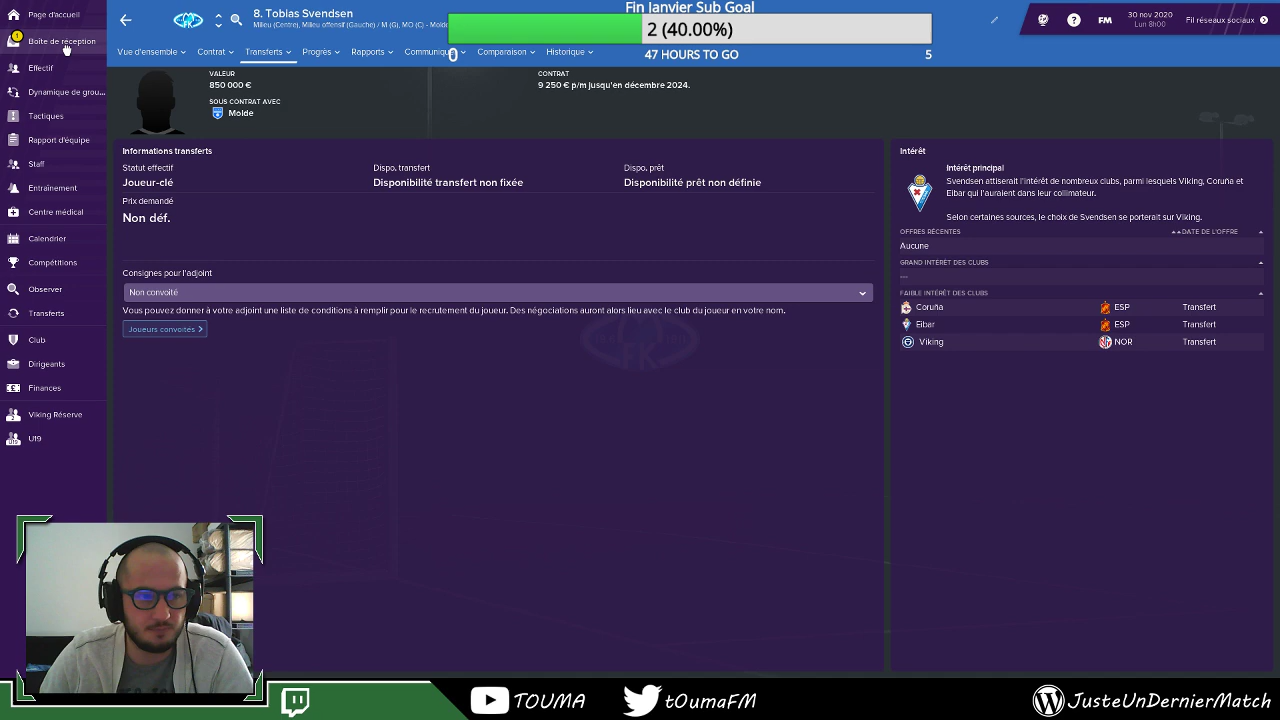 Fin Janvier Sub Goal
2 (40.00%)
0
47 HOURS TO GO
5
Page d'accueil
1
Boîte de réception
Effectif
Dynamique de grou...
Tactiques
Rapport d'équipe
Staff
Entraînement
Centre médical
Calendrier
Compétitions
Observer
Transferts
Club
Dirigeants
Finances
Viking Réserve
U19
8. Tobias Svendsen
Milieu (Centre), Milieu offensif (Gauche) / M (G), MO (C) - Molde
Vue d'ensemble
Contrat
Transferts
Progrès
Rapports
Comparaison
Historique
FM
30 nov 2020
Lun 8h00
Fil réseaux sociaux
VALEUR
850 000 €
SOUS CONTRAT AVEC
Molde
CONTRAT
9 250 € p/m jusqu'en décembre 2024.
Informations transferts
Statut effectif
Dispo. transfert
Dispo. prêt
Joueur-clé
Disponibilité transfert non fixée
Disponibilité prêt non définie
Prix demandé
Non déf.
Consignes pour l'adjoint
Non convoité
Vous pouvez donner à votre adjoint une liste de conditions à remplir pour le recrutement du joueur. Des négociations auront alors lieu avec le club du joueur en votre nom.
Joueurs convoités
Intérêt
Intérêt principal
Svendsen attiserait l'intérêt de nombreux clubs, parmi lesquels Viking, Coruña et
Eibar qui l'auraient dans leur collimateur.
Selon certaines sources, le choix de Svendsen se porterait sur Viking.
OFFRES RÉCENTES
DATE DE L'OFFRE
Aucune
GRAND INTÉRÊT DES CLUBS
---
FAIBLE INTÉRÊT DES CLUBS
Coruña ESP Transfert
Eibar ESP Transfert
Viking NOR Transfert
TOUMA
tOumaFM
JusteUnDernierMatch